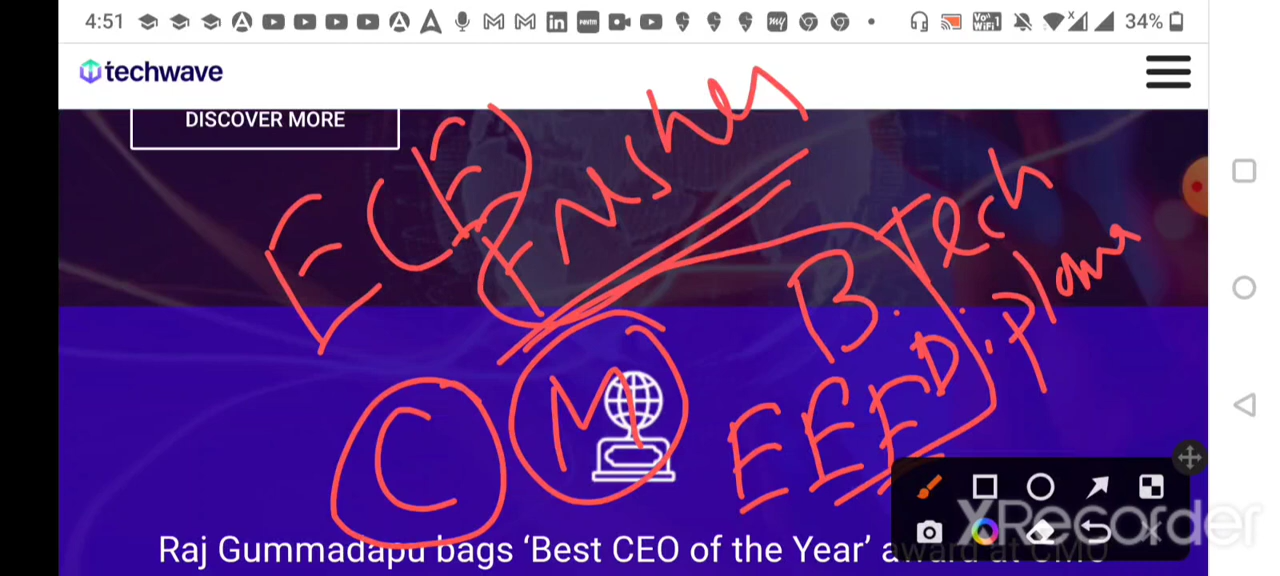 4:51 34%
techwave
DISCOVER MORE
ECE
B.Tech
Diploma
C
M
EEE
XRecorder
Raj Gummadapu bags ‘Best CEO of the Year’ award at CMO